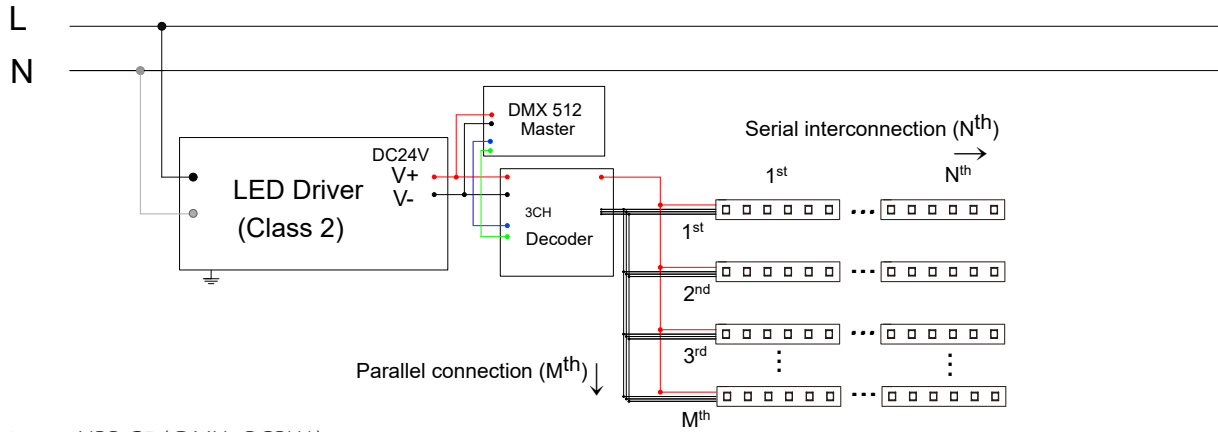 L
N
DMX 512
Master
Serial interconnection (Nth)
DC24V
V+
V-
LED Driver
(Class 2)
3CH
Decoder
1st
Nth
1st
2nd
3rd
Mth
Parallel connection (Mth)